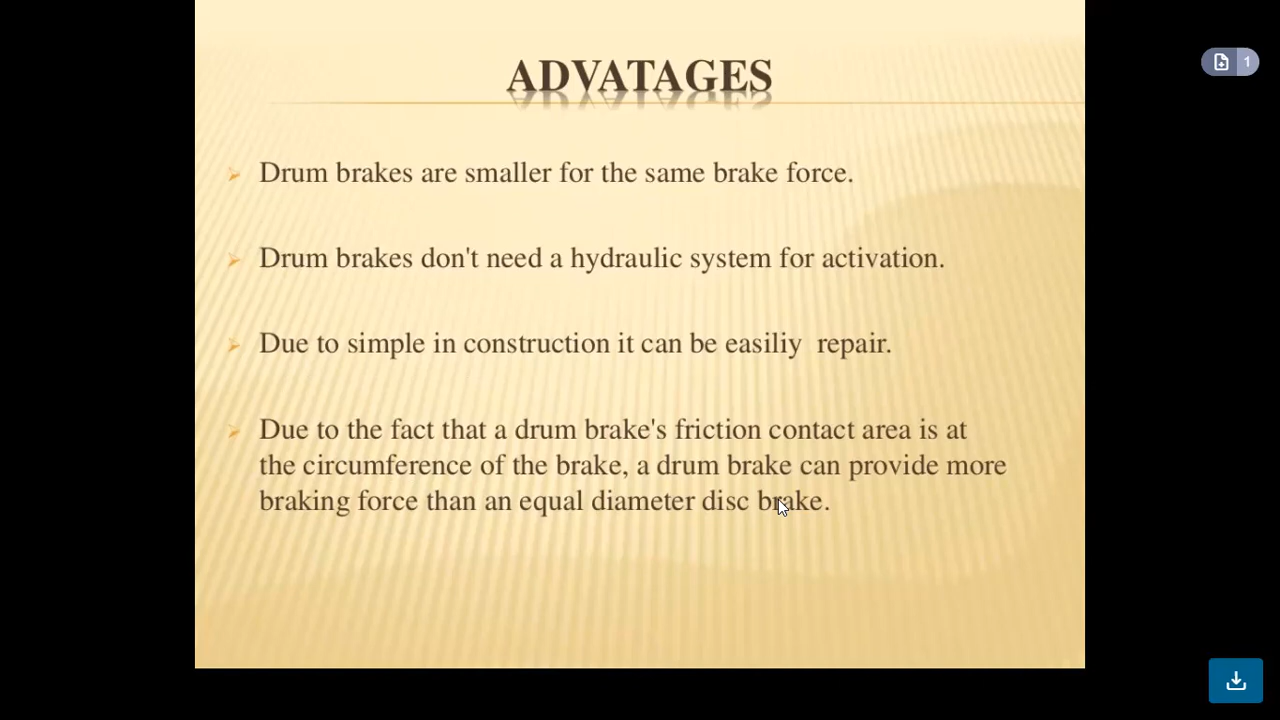 ADVATAGES
1
Drum brakes are smaller for the same brake force.
Drum brakes don't need a hydraulic system for activation.
Due to simple in construction it can be easiliy  repair.
Due to the fact that a drum brake's friction contact area is at
the circumference of the brake, a drum brake can provide more
braking force than an equal diameter disc brake.